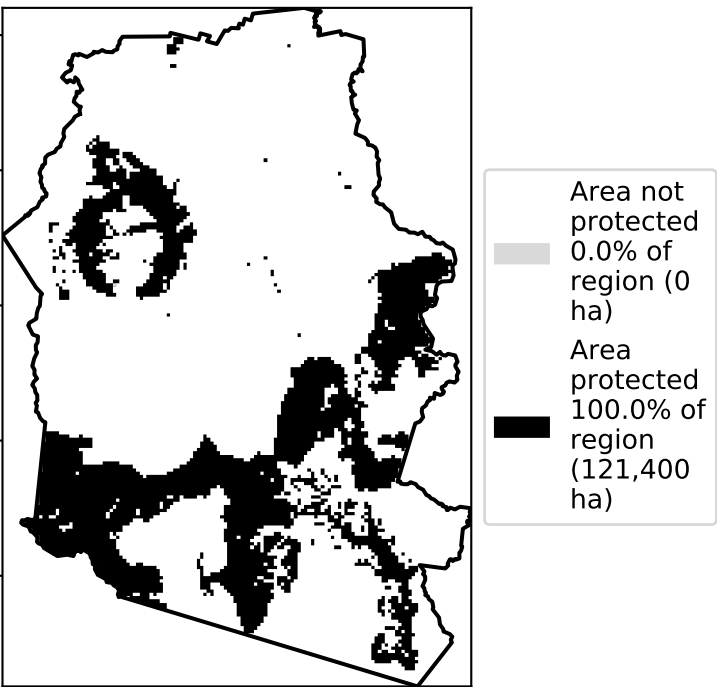 Area not
protected
0.0% of
region (0
ha)
Area
protected
100.0% of
region
(121,400
ha)